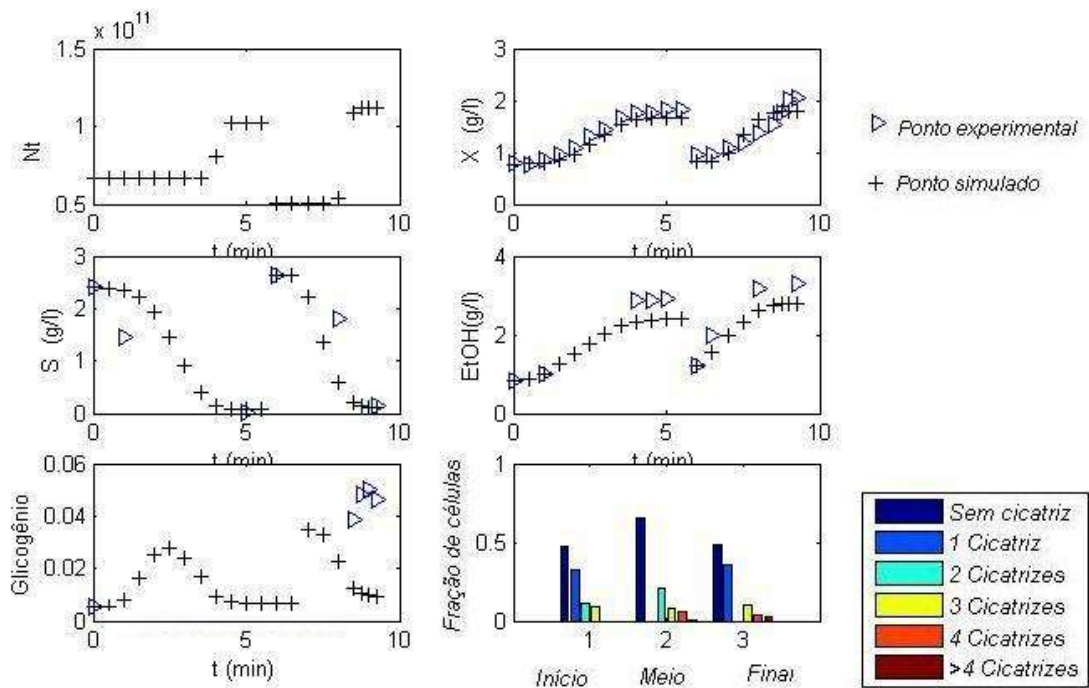 x 10^11
1.5
1
0.5
Nt
0
5
10
t (min)
3
2
1
0
X (g/l)
0
5
10
t (min)
Ponto experimental
Ponto simulado
3
2
1
0
S (g/l)
0
5
10
4
2
0
EtOH(g/l)
0
5
10
t (min)
0.06
0.04
0.02
0
Glicogênio
0
5
10
t (min)
1
0.5
0
Fração de células
1
2
3
Início
Meio
Final
Sem cicatriz
1 Cicatriz
2 Cicatrizes
3 Cicatrizes
4 Cicatrizes
>4 Cicatrizes